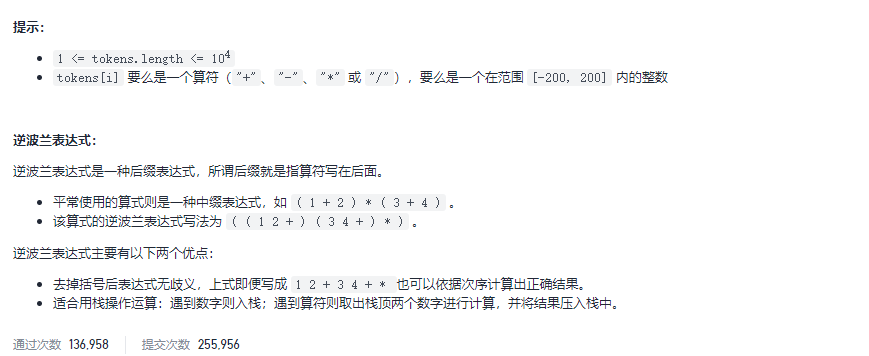 提示：
1 <= tokens.length <= 10⁴
tokens[i] 要么是一个算符（"+"、"-"、"*" 或 "/"），要么是一个在范围 [-200, 200] 内的整数
逆波兰表达式：
逆波兰表达式是一种后缀表达式，所谓后缀就是指算符写在后面。
平常使用的算式则是一种中缀表达式，如 ( 1 + 2 ) * ( 3 + 4 ) 。
该算式的逆波兰表达式写法为 ( ( 1 2 + ) ( 3 4 + ) * ) 。
逆波兰表达式主要有以下两个优点：
去掉括号后表达式无歧义，上式即便写成 1 2 + 3 4 + * 也可以依据次序计算出正确结果。
适合用栈操作运算：遇到数字则入栈；遇到算符则取出栈顶两个数字进行计算，并将结果压入栈中。
通过次数 136,958 提交次数 255,956